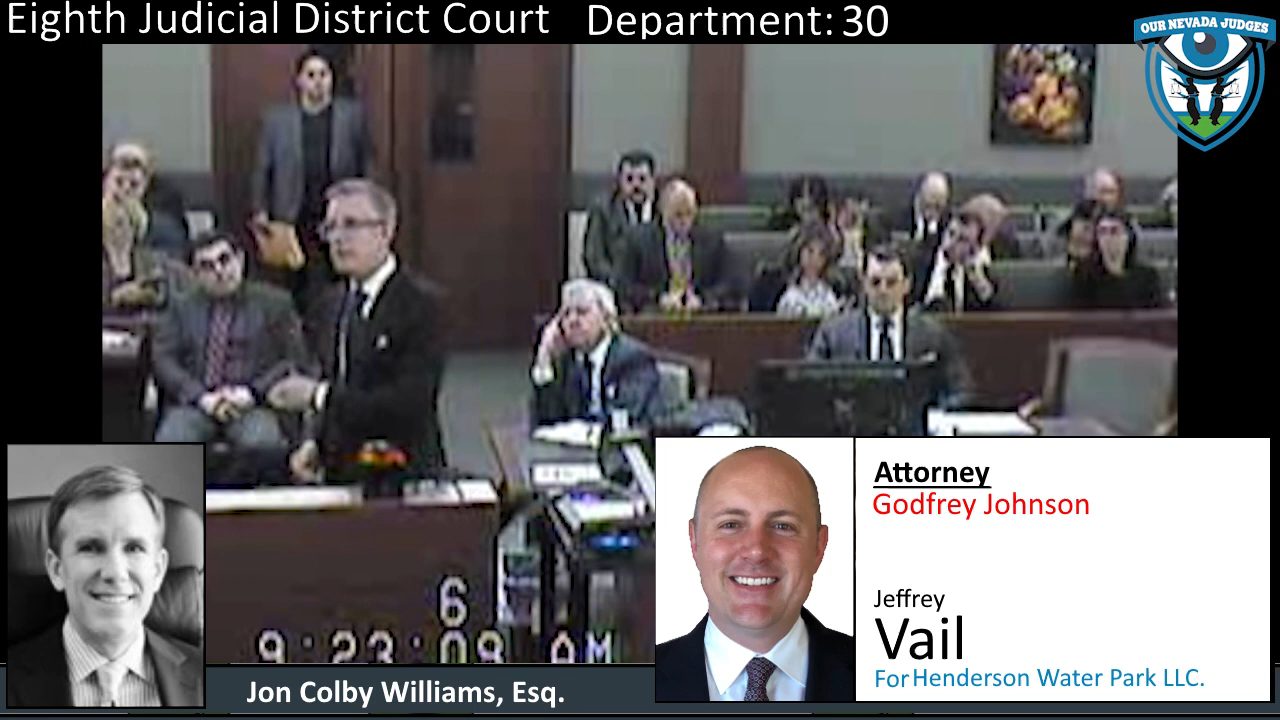 Eighth Judicial District Court Department: 30
OUR NEVADA JUDGES
6
9:23:09 AM
Attorney
Godfrey Johnson
Jeffrey
Vail
For Henderson Water Park LLC.
Jon Colby Williams, Esq.